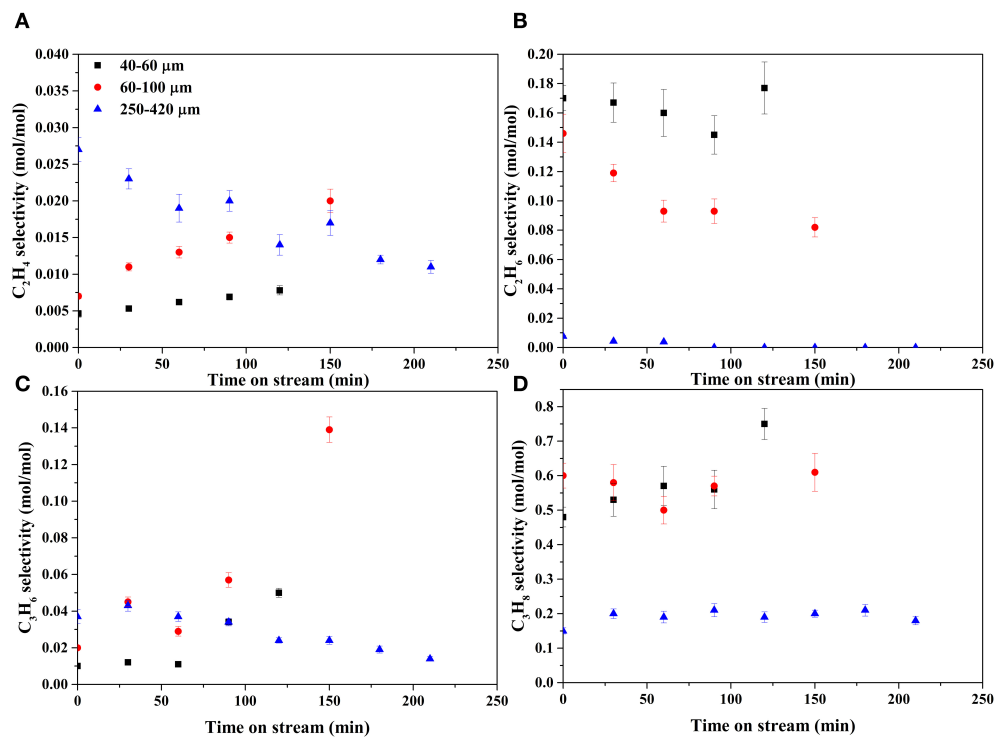 A
0.040
0.035
0.030
0.025
0.020
0.015
0.010
0.005
0.000
C₂H₄ selectivity (mol/mol)
40-60 μm
60-100 μm
250-420 μm
0 50 100 150 200 250
Time on stream (min)
B
0.20
0.18
0.16
0.14
0.12
0.10
0.08
0.06
0.04
0.02
0.00
C₂H₆ selectivity (mol/mol)
0 50 100 150 200 250
Time on stream (min)
C
0.16
0.14
0.12
0.10
0.08
0.06
0.04
0.02
0.00
C₃H₆ selectivity (mol/mol)
0 50 100 150 200 250
Time on stream (min)
D
0.8
0.7
0.6
0.5
0.4
0.3
0.2
0.1
0.0
C₃H₈ selectivity (mol/mol)
0 50 100 150 200 250
Time on stream (min)